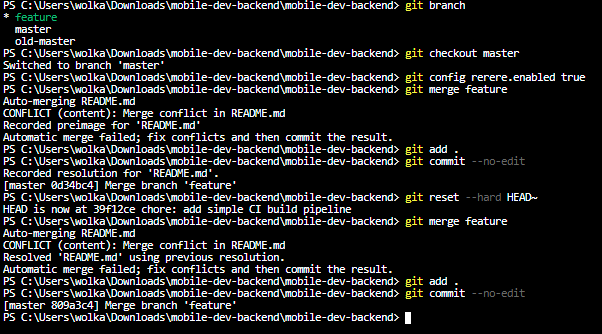 PS C:\Users\wolka\Downloads\mobile-dev-backend\mobile-dev-backend> git branch
* feature
  master
  old-master
PS C:\Users\wolka\Downloads\mobile-dev-backend\mobile-dev-backend> git checkout master
Switched to branch 'master'
PS C:\Users\wolka\Downloads\mobile-dev-backend\mobile-dev-backend> git config rerere.enabled true
PS C:\Users\wolka\Downloads\mobile-dev-backend\mobile-dev-backend> git merge feature
Auto-merging README.md
CONFLICT (content): Merge conflict in README.md
Recorded preimage for 'README.md'
Automatic merge failed; fix conflicts and then commit the result.
PS C:\Users\wolka\Downloads\mobile-dev-backend\mobile-dev-backend> git add .
PS C:\Users\wolka\Downloads\mobile-dev-backend\mobile-dev-backend> git commit --no-edit
Recorded resolution for 'README.md'.
[master 0d34bc4] Merge branch 'feature'
PS C:\Users\wolka\Downloads\mobile-dev-backend\mobile-dev-backend> git reset --hard HEAD~
HEAD is now at 39f12ce chore: add simple CI build pipeline
PS C:\Users\wolka\Downloads\mobile-dev-backend\mobile-dev-backend> git merge feature
Auto-merging README.md
CONFLICT (content): Merge conflict in README.md
Resolved 'README.md' using previous resolution.
Automatic merge failed; fix conflicts and then commit the result.
PS C:\Users\wolka\Downloads\mobile-dev-backend\mobile-dev-backend> git add .
PS C:\Users\wolka\Downloads\mobile-dev-backend\mobile-dev-backend> git commit --no-edit
[master 809a3c4] Merge branch 'feature'
PS C:\Users\wolka\Downloads\mobile-dev-backend\mobile-dev-backend>